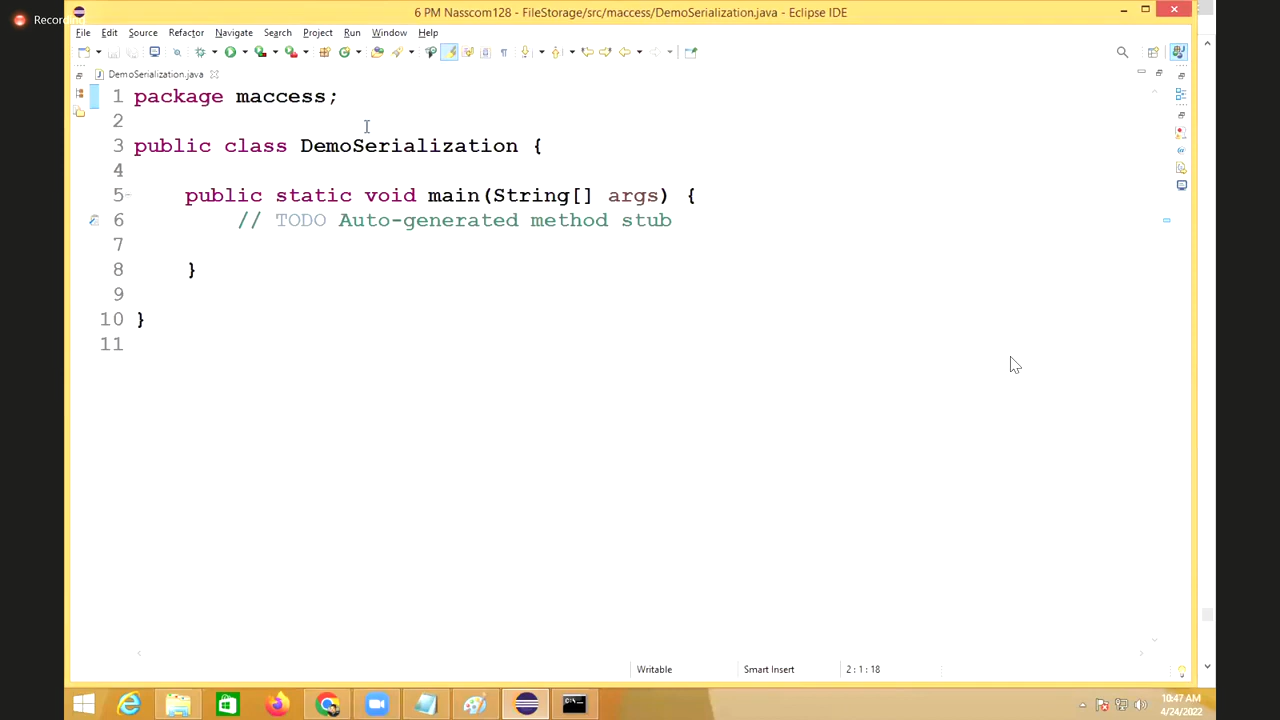 Recording
6 PM Nasscom128 - FileStorage/src/maccess/DemoSerialization.java - Eclipse IDE
File Edit Source Refactor Navigate Search Project Run Window Help
DemoSerialization.java
1 package maccess;
2
3 public class DemoSerialization {
4
5 public static void main(String[] args) {
6 // TODO Auto-generated method stub
7
8 }
9
10 }
11
Writable Smart Insert 2 : 1 : 18
10:47 AM
4/24/2022